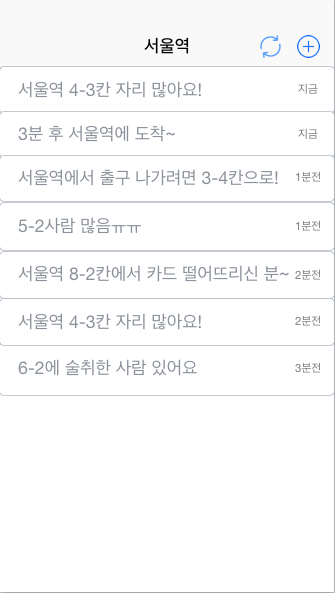 서울역
서울역 4-3칸 자리 많아요! 지금
3분 후 서울역에 도착~ 지금
서울역에서 출구 나가려면 3-4칸으로! 1분전
5-2사람 많음ㅠㅠ 1분전
서울역 8-2칸에서 카드 떨어뜨리신 분~ 2분전
서울역 4-3칸 자리 많아요! 2분전
6-2에 술취한 사람 있어요 3분전